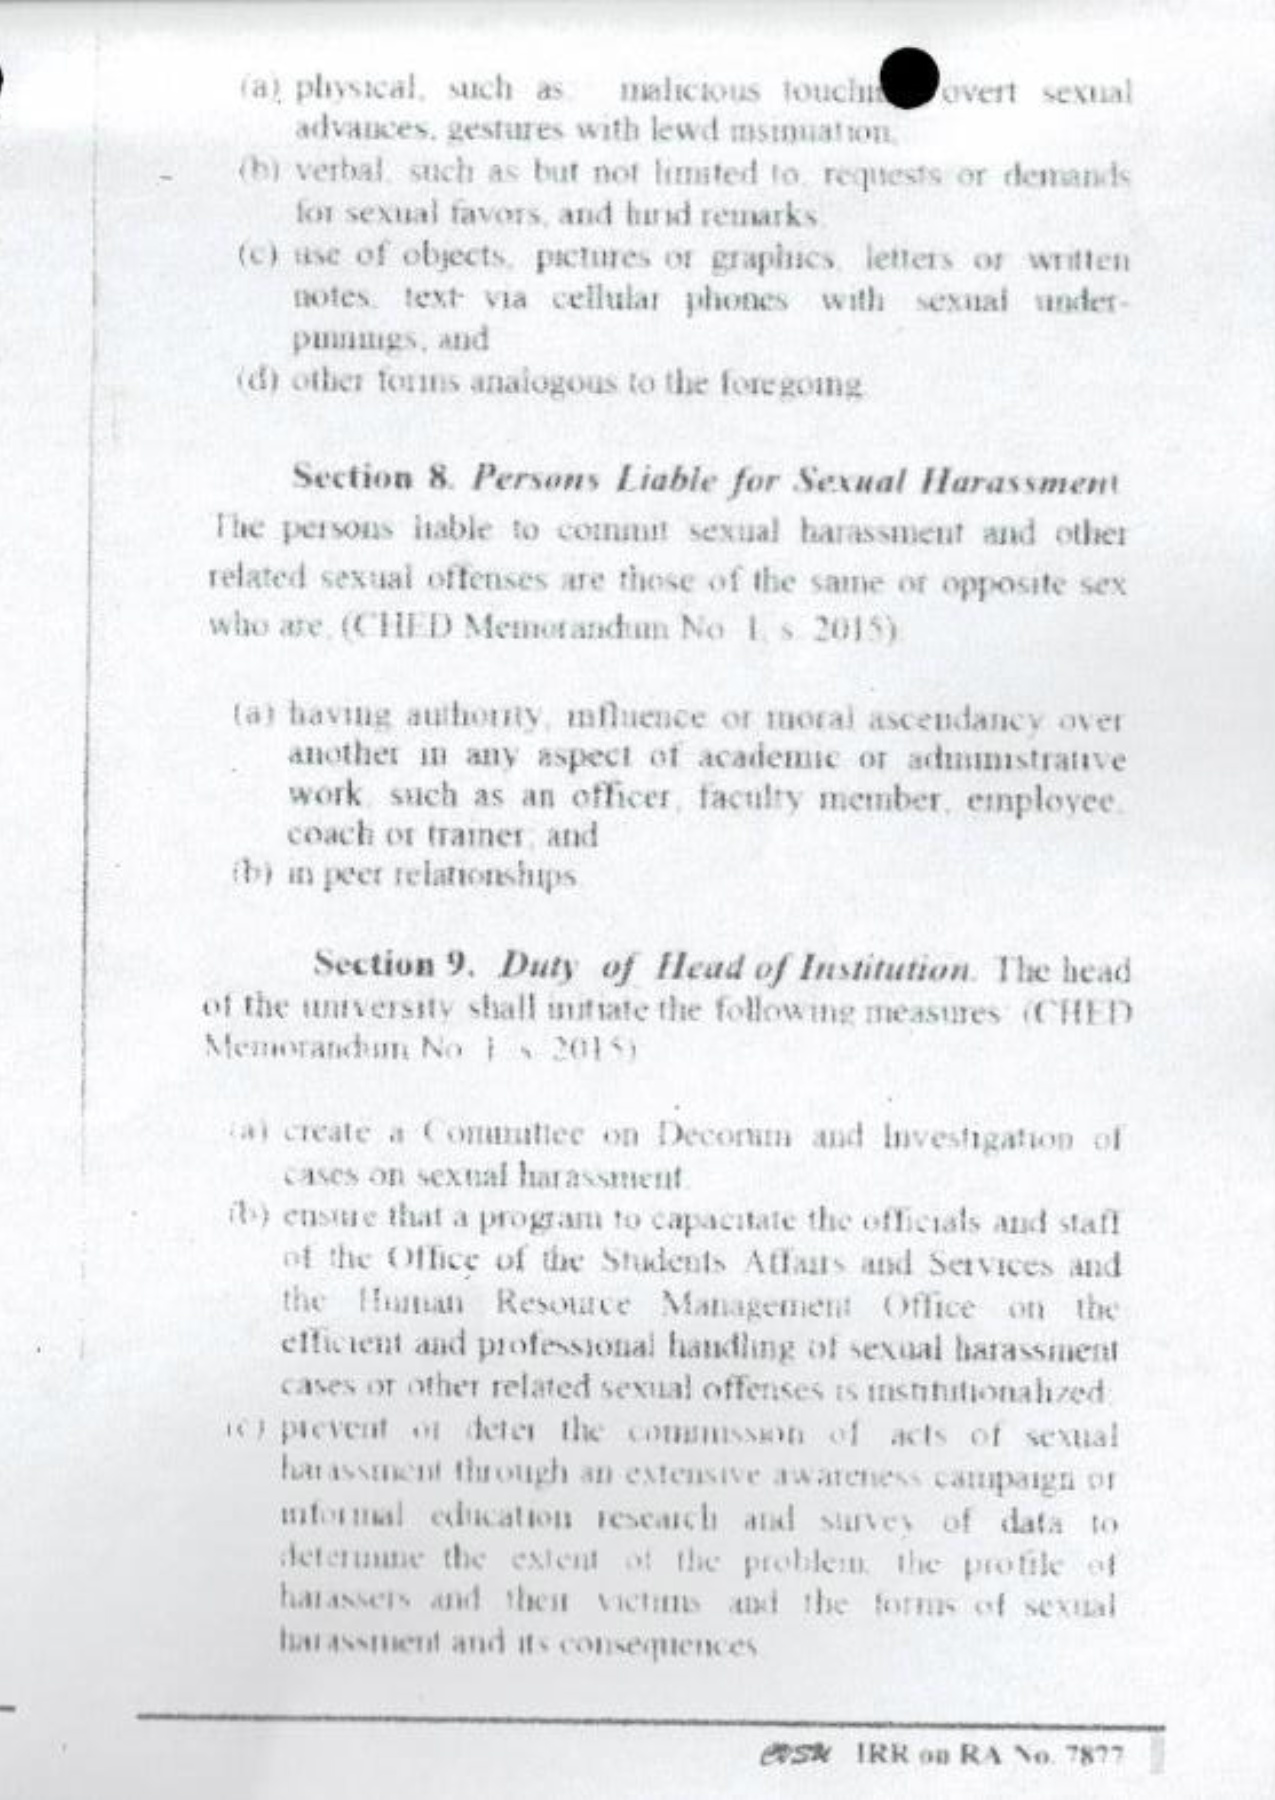 (a) physical, such as malicious touchin overt sexual
advances, gestures with lewd insinuation,
(b) verbal, such as but not limited to, requests or demands
for sexual favors, and lurid remarks
(c) use of objects, pictures or graphics, letters or written
notes, text via cellular phones with sexual under-
pinnings, and
(d) other forms analogous to the foregoing
Section 8. Persons Liable for Sexual Harassment
The persons liable to commit sexual harassment and other
related sexual offenses are those of the same or opposite sex
who are, (CHED Memorandum No. 1, s. 2015)
(a) having authority, influence or moral ascendancy over
another in any aspect of academic or administrative
work, such as an officer, faculty member, employee,
coach or trainer, and
(b) in peer relationships
Section 9. Duty of Head of Institution. The head
of the university shall initiate the following measures: (CHED
Memorandum No. 1 s. 2015)
(a) create a Committee on Decorum and Investigation of
cases on sexual harassment
(b) ensure that a program to capacitate the officials and staff
of the Office of the Students Affairs and Services and
the Human Resource Management Office on the
efficient and professional handling of sexual harassment
cases or other related sexual offenses is institutionalized;
(c) prevent or deter the commission of acts of sexual
harassment through an extensive awareness campaign or
informal education research and survey of data to
determine the extent of the problem, the profile of
harassers and their victims and the forms of sexual
harassment and its consequences
IRR on RA No. 7877